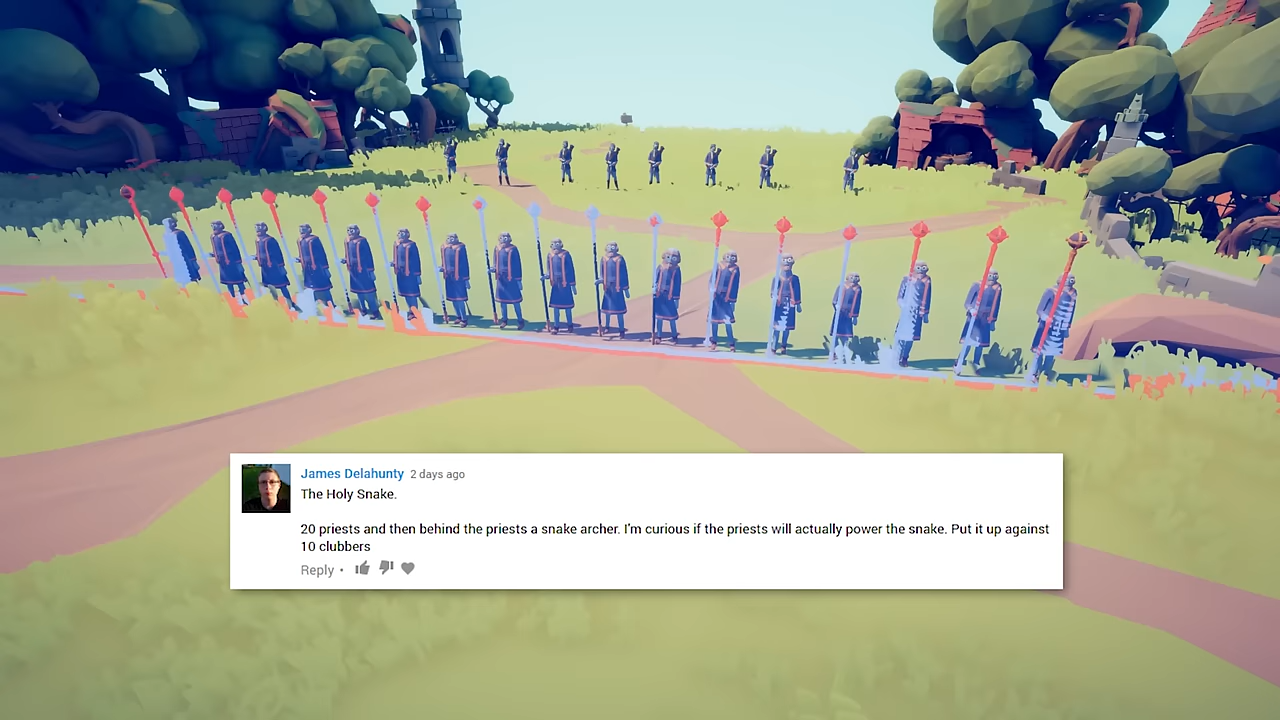 James Delahunty 2 days ago
The Holy Snake.
20 priests and then behind the priests a snake archer. I'm curious if the priests will actually power the snake. Put it up against
10 clubbers
Reply •